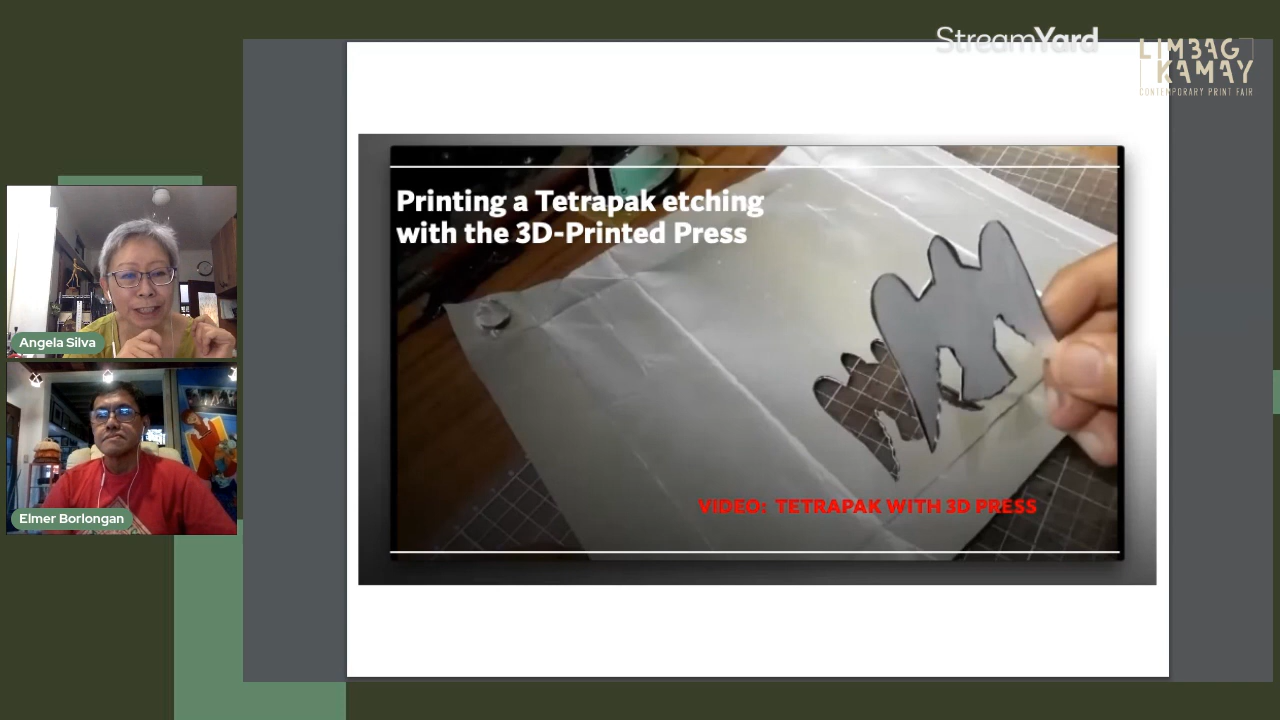 StreamYard
LIMBAG
KAMAY
CONTEMPORARY PRINT FAIR
Printing a Tetrapak etching
with the 3D-Printed Press
Angela Silva
VIDEO: TETRAPAK WITH 3D PRESS
Elmer Borlongan